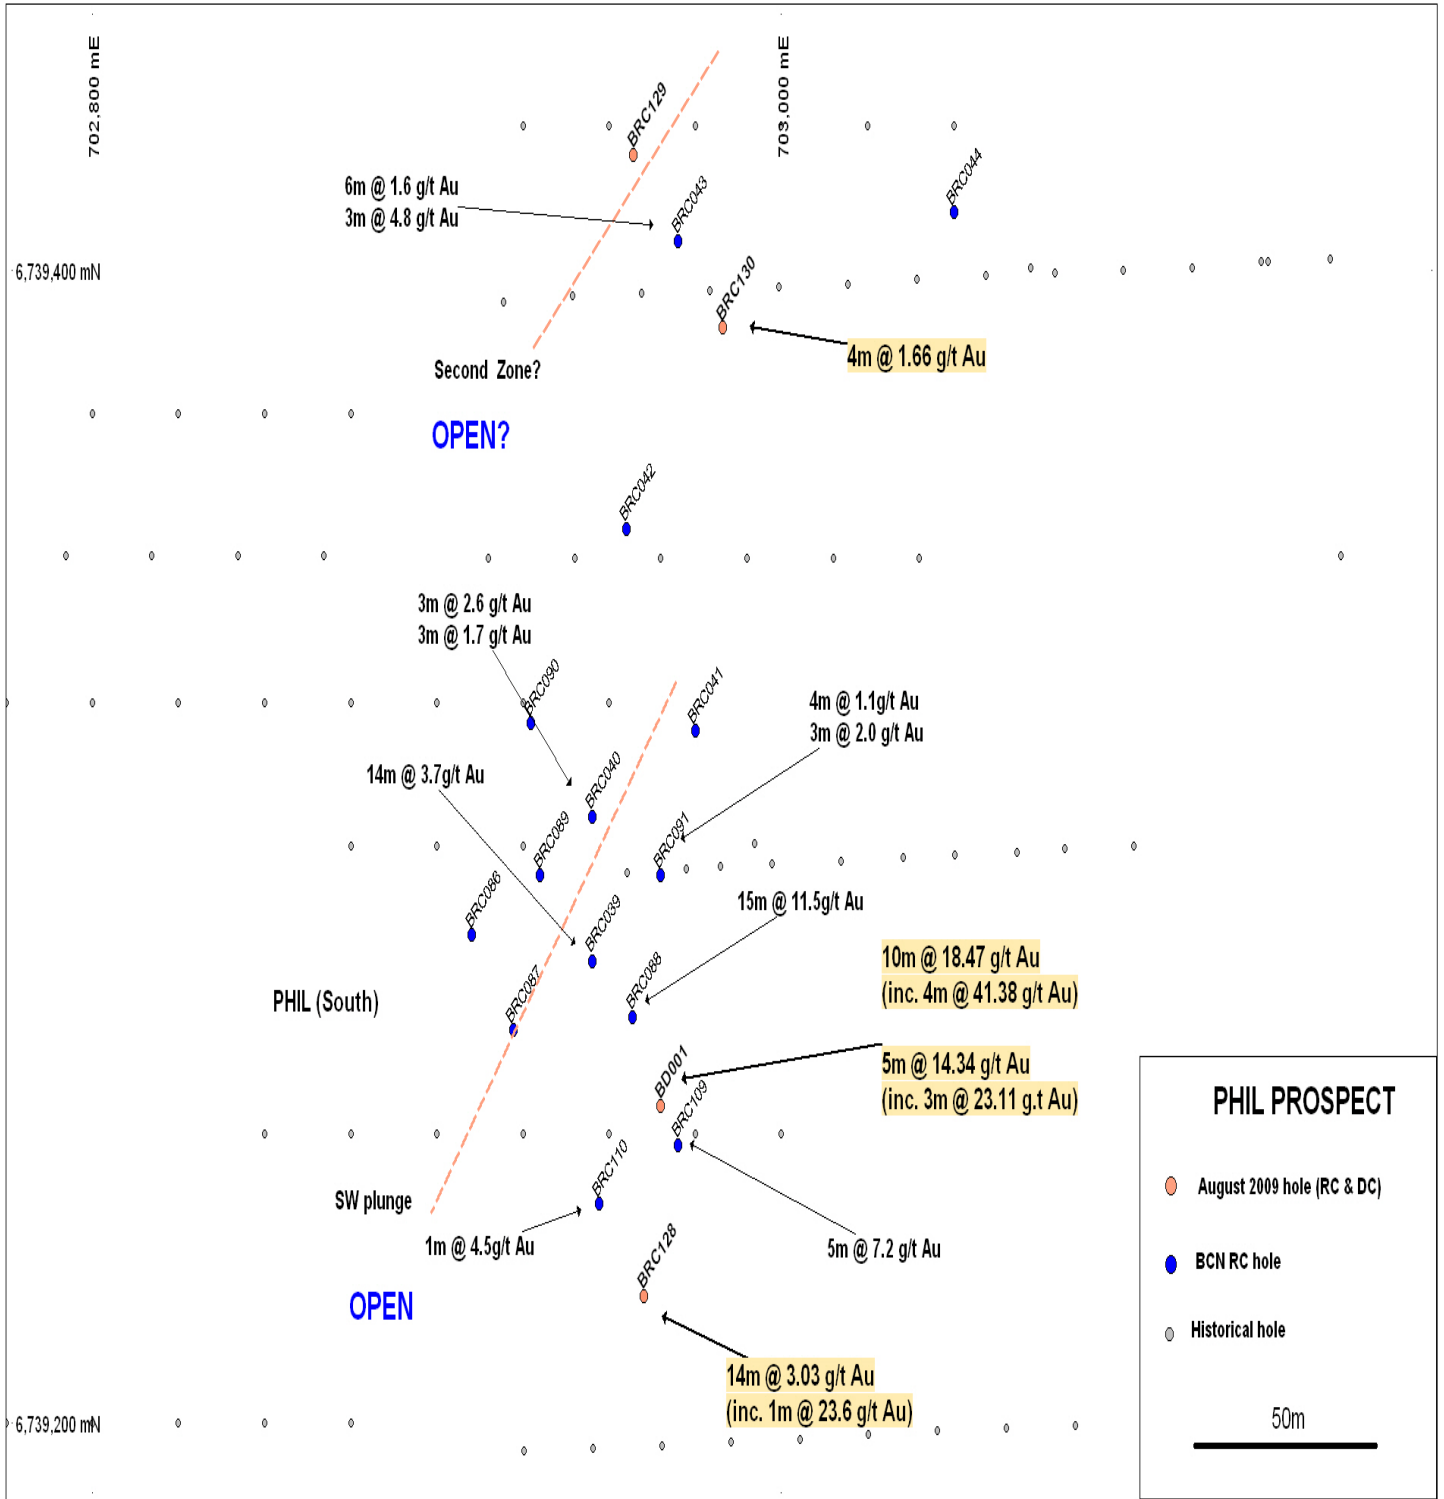 702,800 mE
703,000 mE
BRC129
6m @ 1.6 g/t Au
3m @ 4.8 g/t Au
BRC043
BRC044
6,739,400 mN
BRC130
4m @ 1.66 g/t Au
Second Zone?
OPEN?
BRC042
3m @ 2.6 g/t Au
3m @ 1.7 g/t Au
BRC090
BRC041
4m @ 1.1g/t Au
3m @ 2.0 g/t Au
14m @ 3.7g/t Au
BRC040
BRC089
BRC091
BRC086
15m @ 11.5g/t Au
BRC039
BRC088
10m @ 18.47 g/t Au
(inc. 4m @ 41.38 g/t Au)
PHIL (South)
BRC087
5m @ 14.34 g/t Au
(inc. 3m @ 23.11 g.t Au)
BD001
BRC109
BRC110
SW plunge
1m @ 4.5g/t Au
5m @ 7.2 g/t Au
BRC128
OPEN
14m @ 3.03 g/t Au
(inc. 1m @ 23.6 g/t Au)
6,739,200 mN
PHIL PROSPECT
August 2009 hole (RC & DC)
BCN RC hole
Historical hole
50m